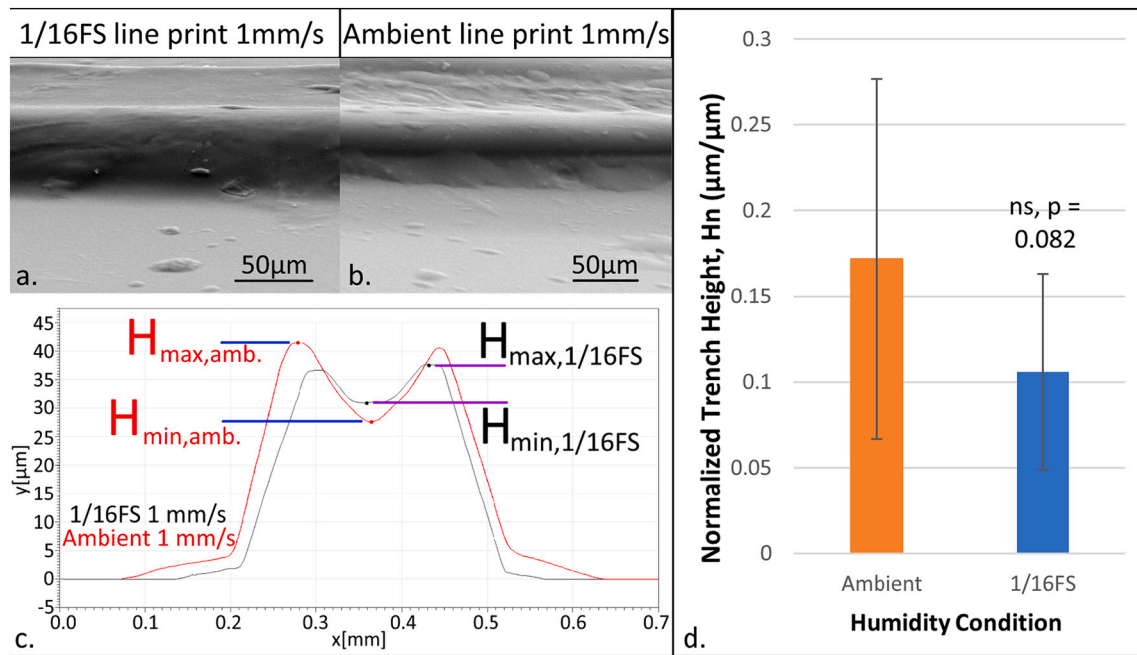 1/16FS line print 1mm/s
Ambient line print 1mm/s
a.
50µm
b.
50µm
45
40
35
30
25
20
15
10
5
0
-5
y[µm]
H max,amb.
H min,amb.
H max,1/16FS
H min,1/16FS
1/16FS 1 mm/s
Ambient 1 mm/s
0.0
0.1
0.2
0.3
0.4
0.5
0.6
0.7
x[mm]
c.
Normalized Trench Height, Hn (µm/µm)
0.3
0.25
0.2
0.15
0.1
0.05
0
ns, p =
0.082
Ambient
1/16FS
Humidity Condition
d.